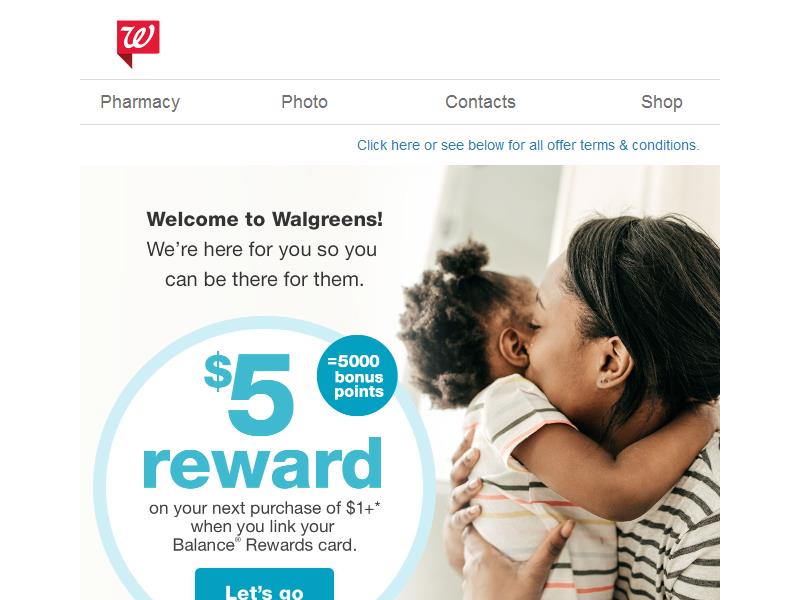 Pharmacy Photo Contacts Shop
Click here or see below for all offer terms & conditions.
Welcome to Walgreens!
We’re here for you so you
can be there for them.
$5
=5000
bonus
points
reward
on your next purchase of $1+*
when you link your
Balance® Rewards card.
Let’s go